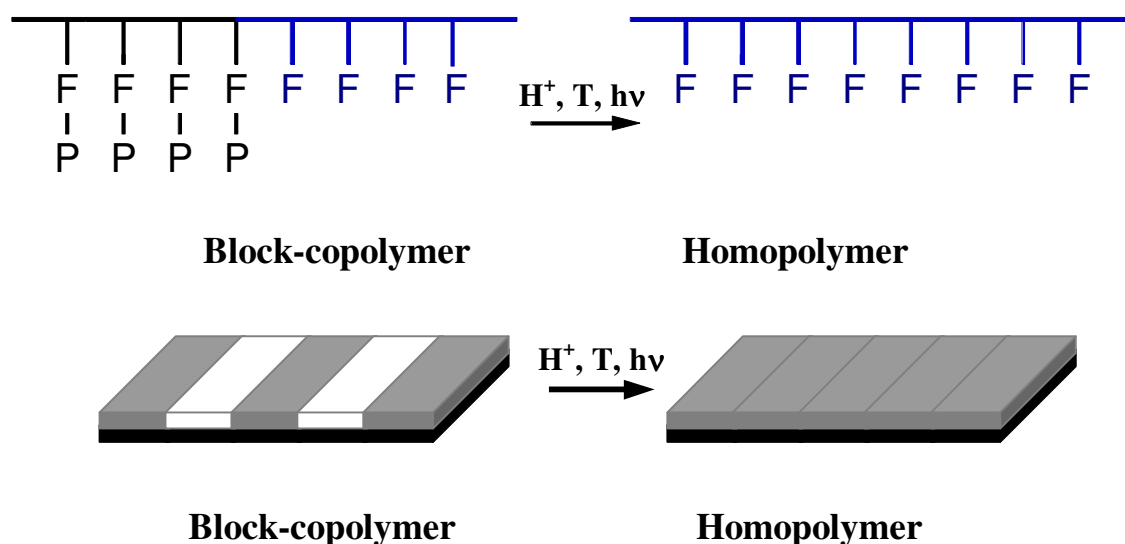 F F F F F F F F
P P P P
H⁺, T, hν
F F F F F F F F
Block-copolymer
Homopolymer
H⁺, T, hν
Block-copolymer
Homopolymer